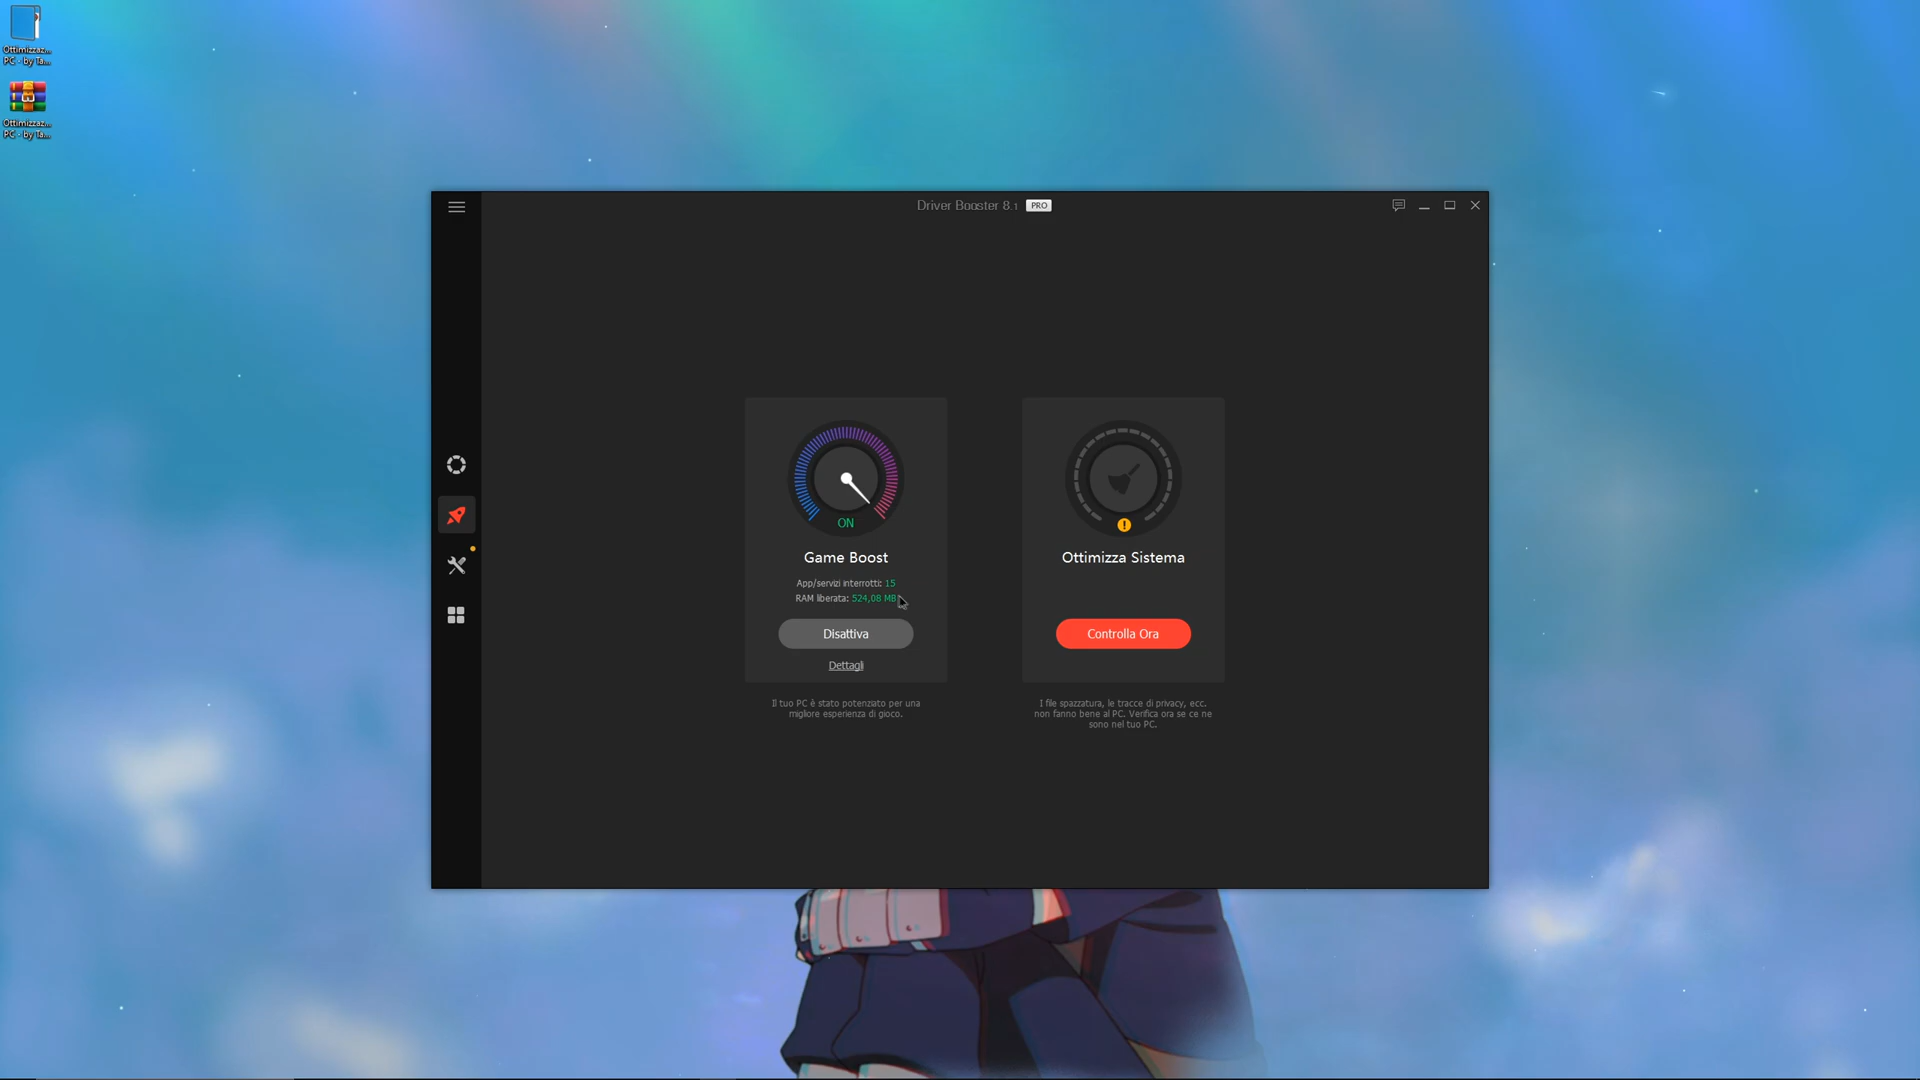 Ottimizzaz...
PC - by Ta...
Ottimizzaz...
PC - by Ta...
Driver Booster 8.1 PRO
ON
Game Boost
App/servizi interrotti: 15
RAM liberata: 524,08 MB
Disattiva
Dettagli
Il tuo PC è stato potenziato per una
migliore esperienza di gioco.
Ottimizza Sistema
Controlla Ora
I file spazzatura, le tracce di privacy, ecc.
non fanno bene al PC. Verifica ora se ce ne
sono nel tuo PC.